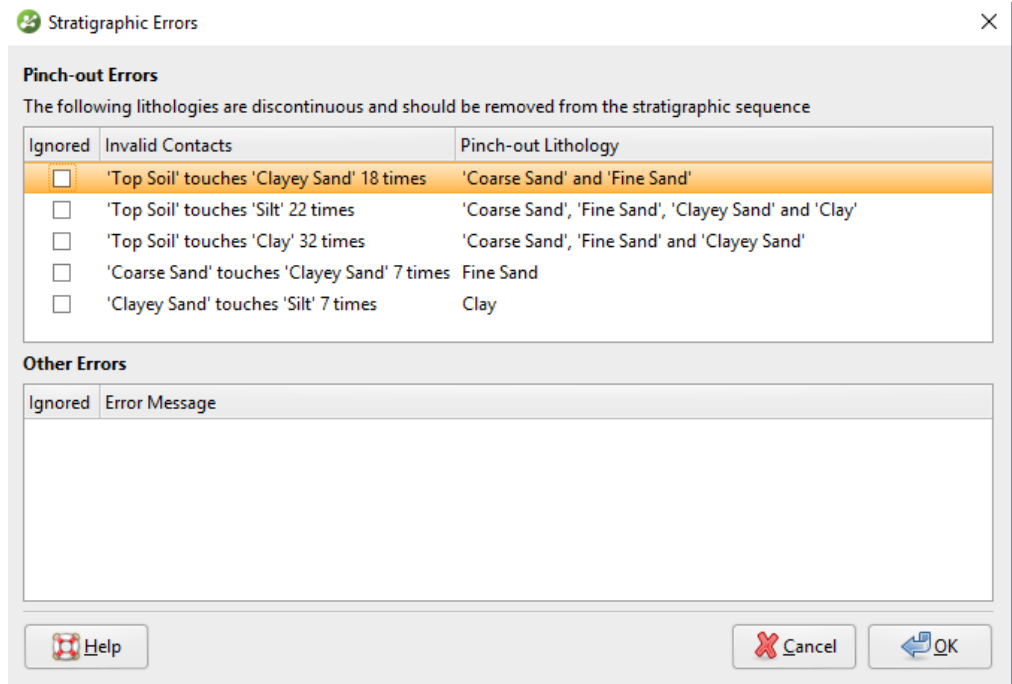 Stratigraphic Errors
Pinch-out Errors
The following lithologies are discontinuous and should be removed from the stratigraphic sequence
Ignored Invalid Contacts Pinch-out Lithology
'Top Soil' touches 'Clayey Sand' 18 times 'Coarse Sand' and 'Fine Sand'
'Top Soil' touches 'Silt' 22 times 'Coarse Sand', 'Fine Sand', 'Clayey Sand' and 'Clay'
'Top Soil' touches 'Clay' 32 times 'Coarse Sand', 'Fine Sand' and 'Clayey Sand'
'Coarse Sand' touches 'Clayey Sand' 7 times Fine Sand
'Clayey Sand' touches 'Silt' 7 times Clay
Other Errors
Ignored Error Message
Help Cancel OK